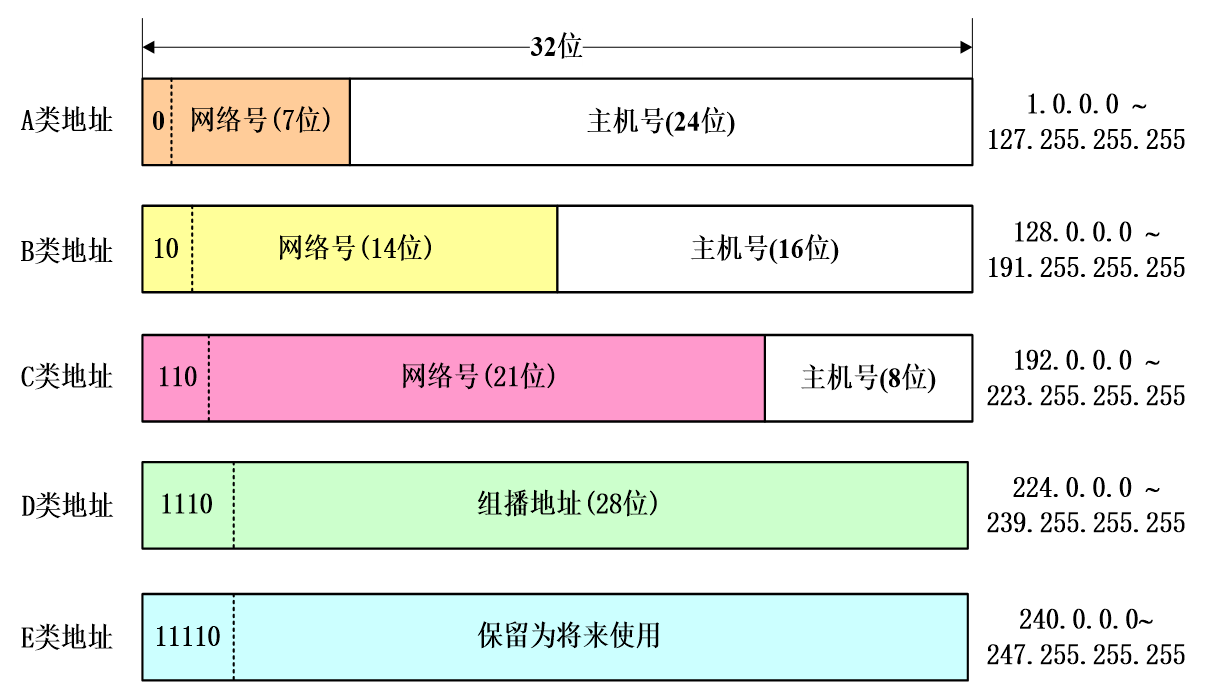 32位
A类地址
0
网络号(7位)
主机号(24位)
1.0.0.0 ~
127.255.255.255
B类地址
10
网络号(14位)
主机号(16位)
128.0.0.0 ~
191.255.255.255
C类地址
110
网络号(21位)
主机号(8位)
192.0.0.0 ~
223.255.255.255
D类地址
1110
组播地址(28位)
224.0.0.0 ~
239.255.255.255
E类地址
11110
保留为将来使用
240.0.0.0~
247.255.255.255